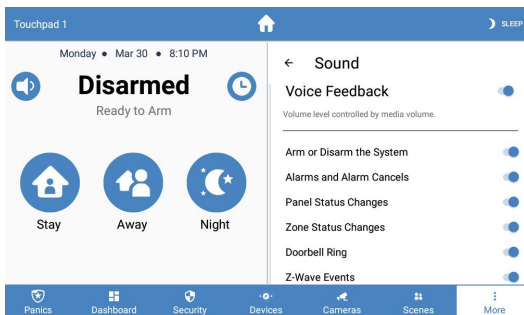 Touchpad 1
SLEEP
Monday ● Mar 30 ● 8:10 PM
Disarmed
Ready to Arm
Stay
Away
Night
Sound
Voice Feedback
Volume level controlled by media volume.
Arm or Disarm the System
Alarms and Alarm Cancels
Panel Status Changes
Zone Status Changes
Doorbell Ring
Z-Wave Events
Panics
Dashboard
Security
Devices
Cameras
Scenes
More